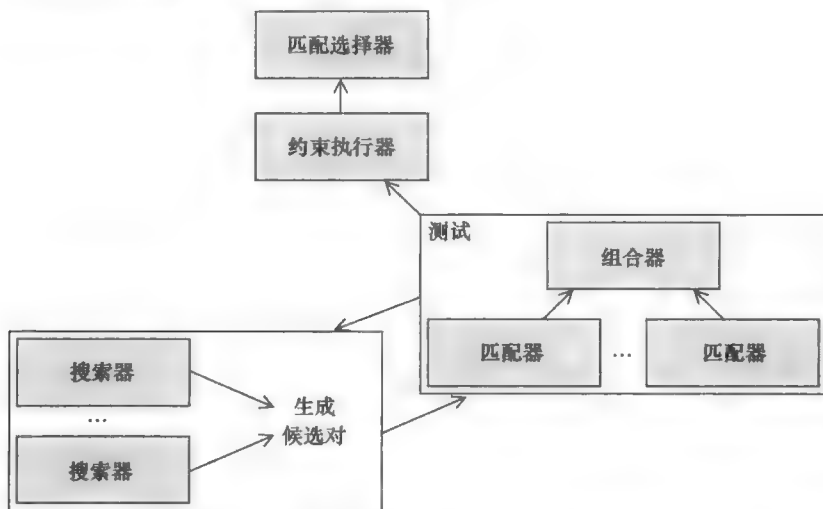 匹配选择器
约束执行器
测试
组合器
匹配器
...
匹配器
搜索器
...
搜索器
生成
候选对